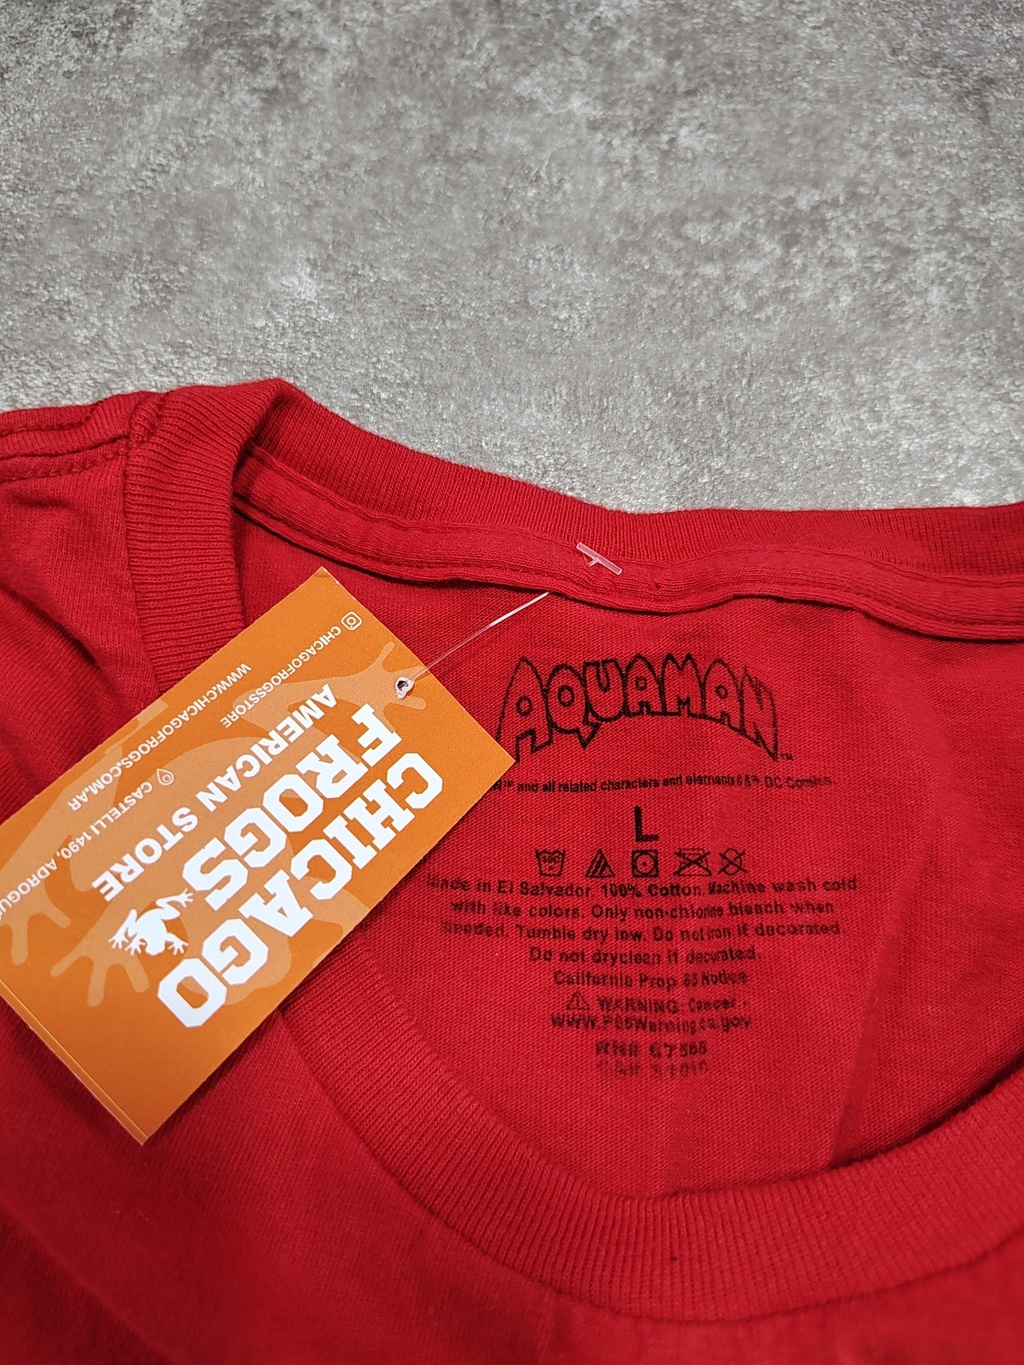 CHICAGOFROGSSTORE
WWW.CHICAGOFROGS.COM.AR
CASTELLI 1490, ADROGU
CHICAGO
FROGS
AMERICAN STORE
AQUAMAN™
and all related characters and elements © & ™ DC Comics.
L
Made in El Salvador 100% Cotton. Machine wash cold
with like colors. Only non-chlorine bleach when
needed. Tumble dry low. Do not iron if decorated.
Do not dryclean if decorated.
California Prop 65 Notice
WARNING: Cancer -
www.P65Warning.ca.gov
RN#